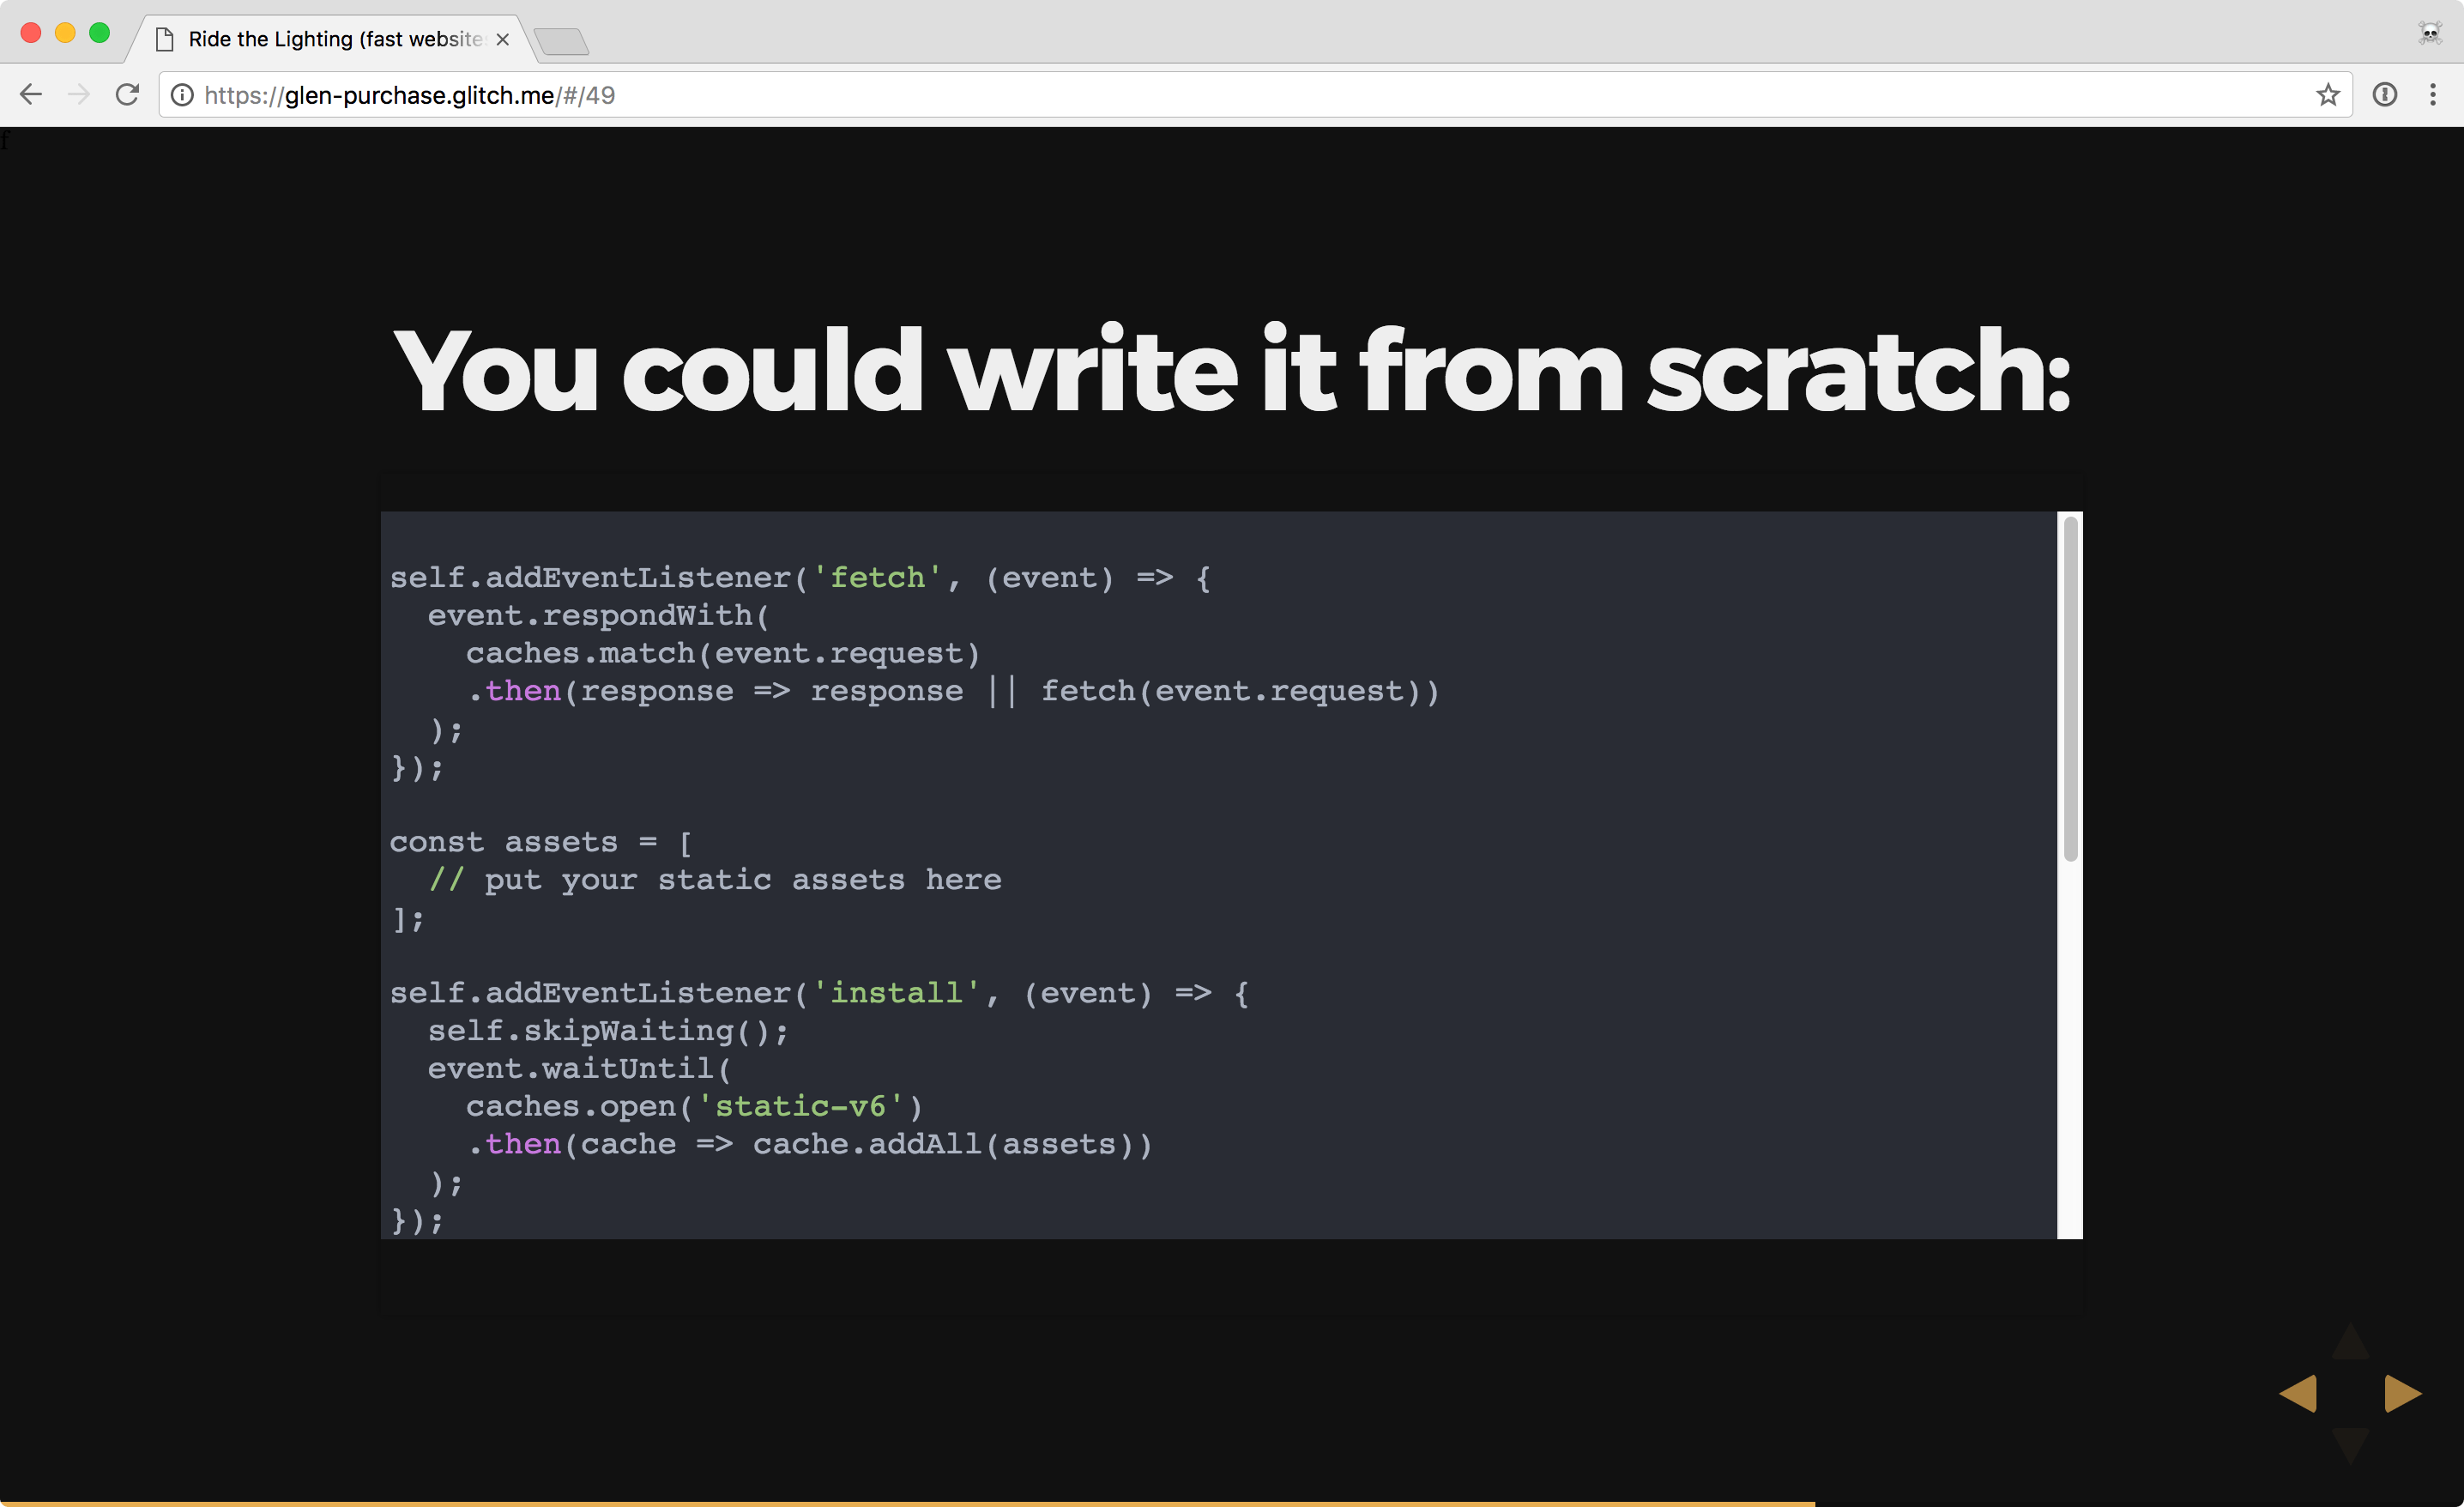 Ride the Lighting (fast website
https://glen-purchase.glitch.me/#/49
f
You could write it from scratch:
self.addEventListener('fetch', (event) => {
  event.respondWith(
    caches.match(event.request)
    .then(response => response || fetch(event.request))
  );
});
const assets = [
  // put your static assets here
];
self.addEventListener('install', (event) => {
  self.skipWaiting();
  event.waitUntil(
    caches.open('static-v6')
    .then(cache => cache.addAll(assets))
  );
});